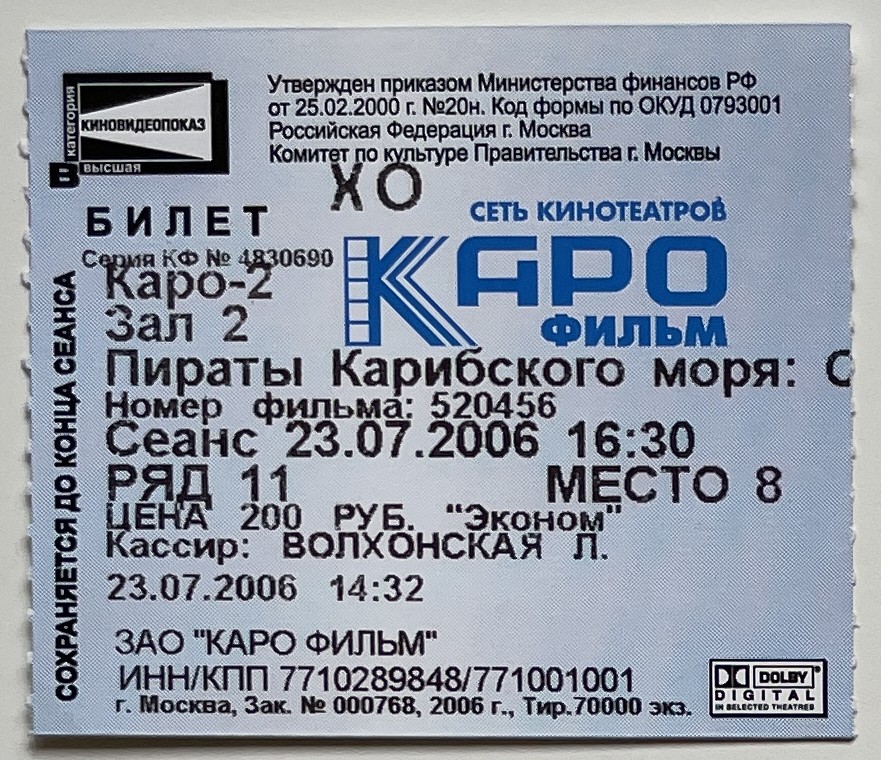 категория
КИНОВИДЕОПОКАЗ
В
высшая
Утвержден приказом Министерства финансов РФ
от 25.02.2000 г. №20н. Код формы по ОКУД 0793001
Российская Федерация г. Москва
Комитет по культуре Правительства г. Москвы
ХО
БИЛЕТ
Серия КФ № 4830690
СЕТЬ КИНОТЕАТРОВ
КАРО
ФИЛЬМ
Каро-2
Зал 2
Пираты Карибского моря: С
Номер фильма: 520456
Сеанс 23.07.2006 16:30
РЯД 11 МЕСТО 8
ЦЕНА 200 РУБ. "Эконом"
Кассир: ВОЛХОНСКАЯ Л.
23.07.2006 14:32
ЗАО "КАРО ФИЛЬМ"
ИНН/КПП 7710289848/771001001
г. Москва, Зак. № 000768, 2006 г., Тир.70000 экз.
СОХРАНЯЕТСЯ ДО КОНЦА СЕАНСА
DOLBY
DIGITAL
IN SELECTED THEATRES